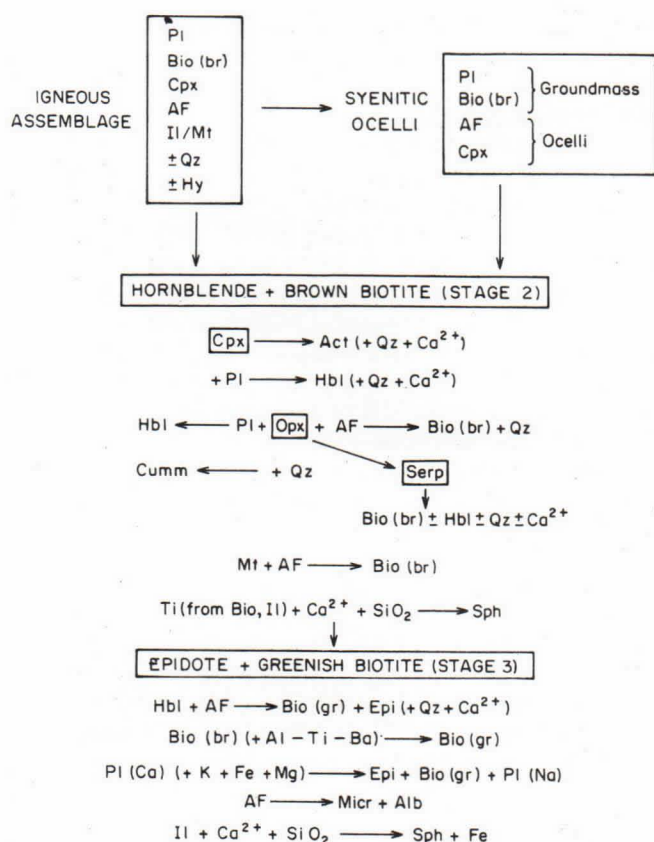 Pl
Bio (br)
Cpx
AF
Il/Mt
±Qz
±Hy
IGNEOUS
ASSEMBLAGE
SYENITIC
OCELLI
Pl
Bio(br)
Groundmass
AF
Cpx
Ocelli
HORNBLENDE + BROWN BIOTITE (STAGE 2)
Cpx → Act (+ Qz + Ca²⁺)
+ Pl → Hbl (+Qz + Ca²⁺)
Hbl ← Pl + Opx + AF → Bio (br) + Qz
Cumm ← + Qz
Serp
Bio (br) ± Hbl ± Qz ± Ca²⁺
Mt + AF → Bio (br)
Ti (from Bio, Il) + Ca²⁺ + SiO₂ → Sph
EPIDOTE + GREENISH BIOTITE (STAGE 3)
Hbl + AF → Bio (gr) + Epi (+ Qz + Ca²⁺)
Bio (br) (+ Al − Ti − Ba) → Bio (gr)
Pl (Ca) (+ K + Fe + Mg) → Epi + Bio (gr) + Pl (Na)
AF → Micr + Alb
Il + Ca²⁺ + SiO₂ → Sph + Fe